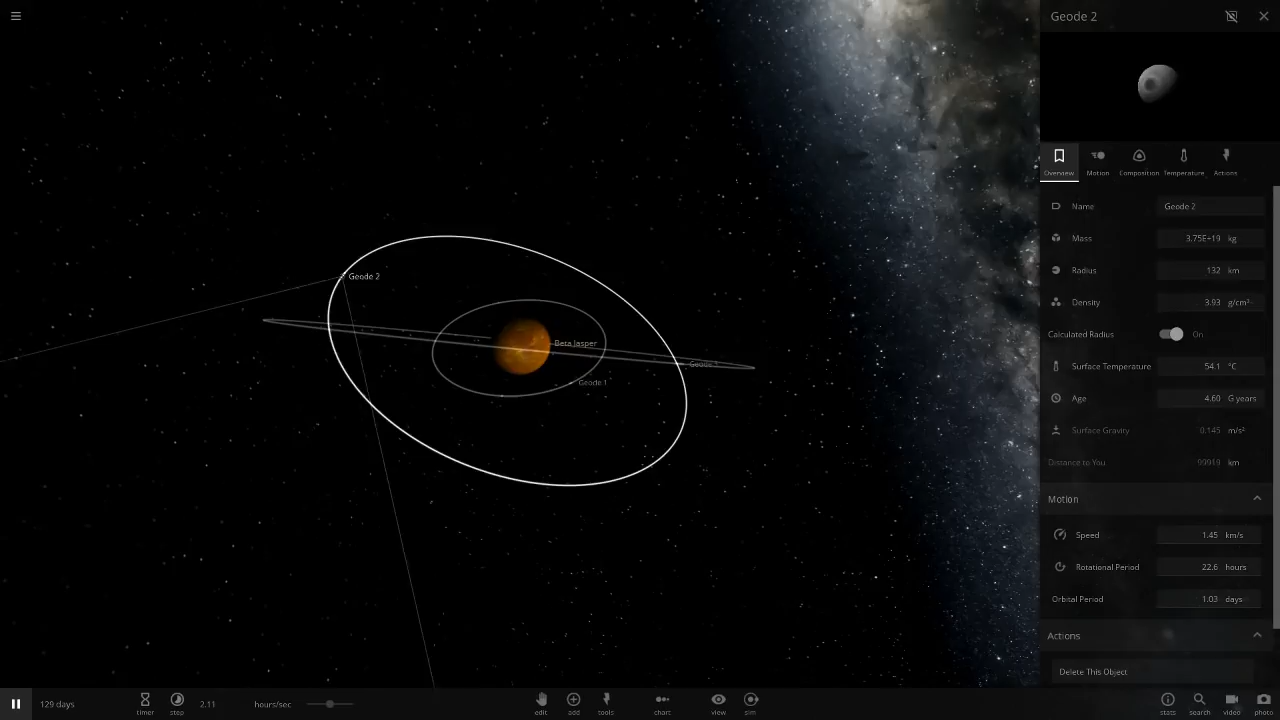 Geode 2
Overview Motion Composition Temperature Actions
Name Geode 2
Mass 3.75E+19 kg
Radius 132 km
Density 3.93 g/cm³
Calculated Radius On
Surface Temperature 54.1 °C
Age 4.60 G years
Surface Gravity 0.145 m/s²
Distance to You 99919 km
Motion
Speed 1.45 km/s
Rotational Period 22.6 hours
Orbital Period 1.03 days
Actions
Delete This Object
Geode 2
Beta Jasper
Geode 1
129 days
timer step 2.11 hours/sec
edit add tools chart view sim
stats search video photo